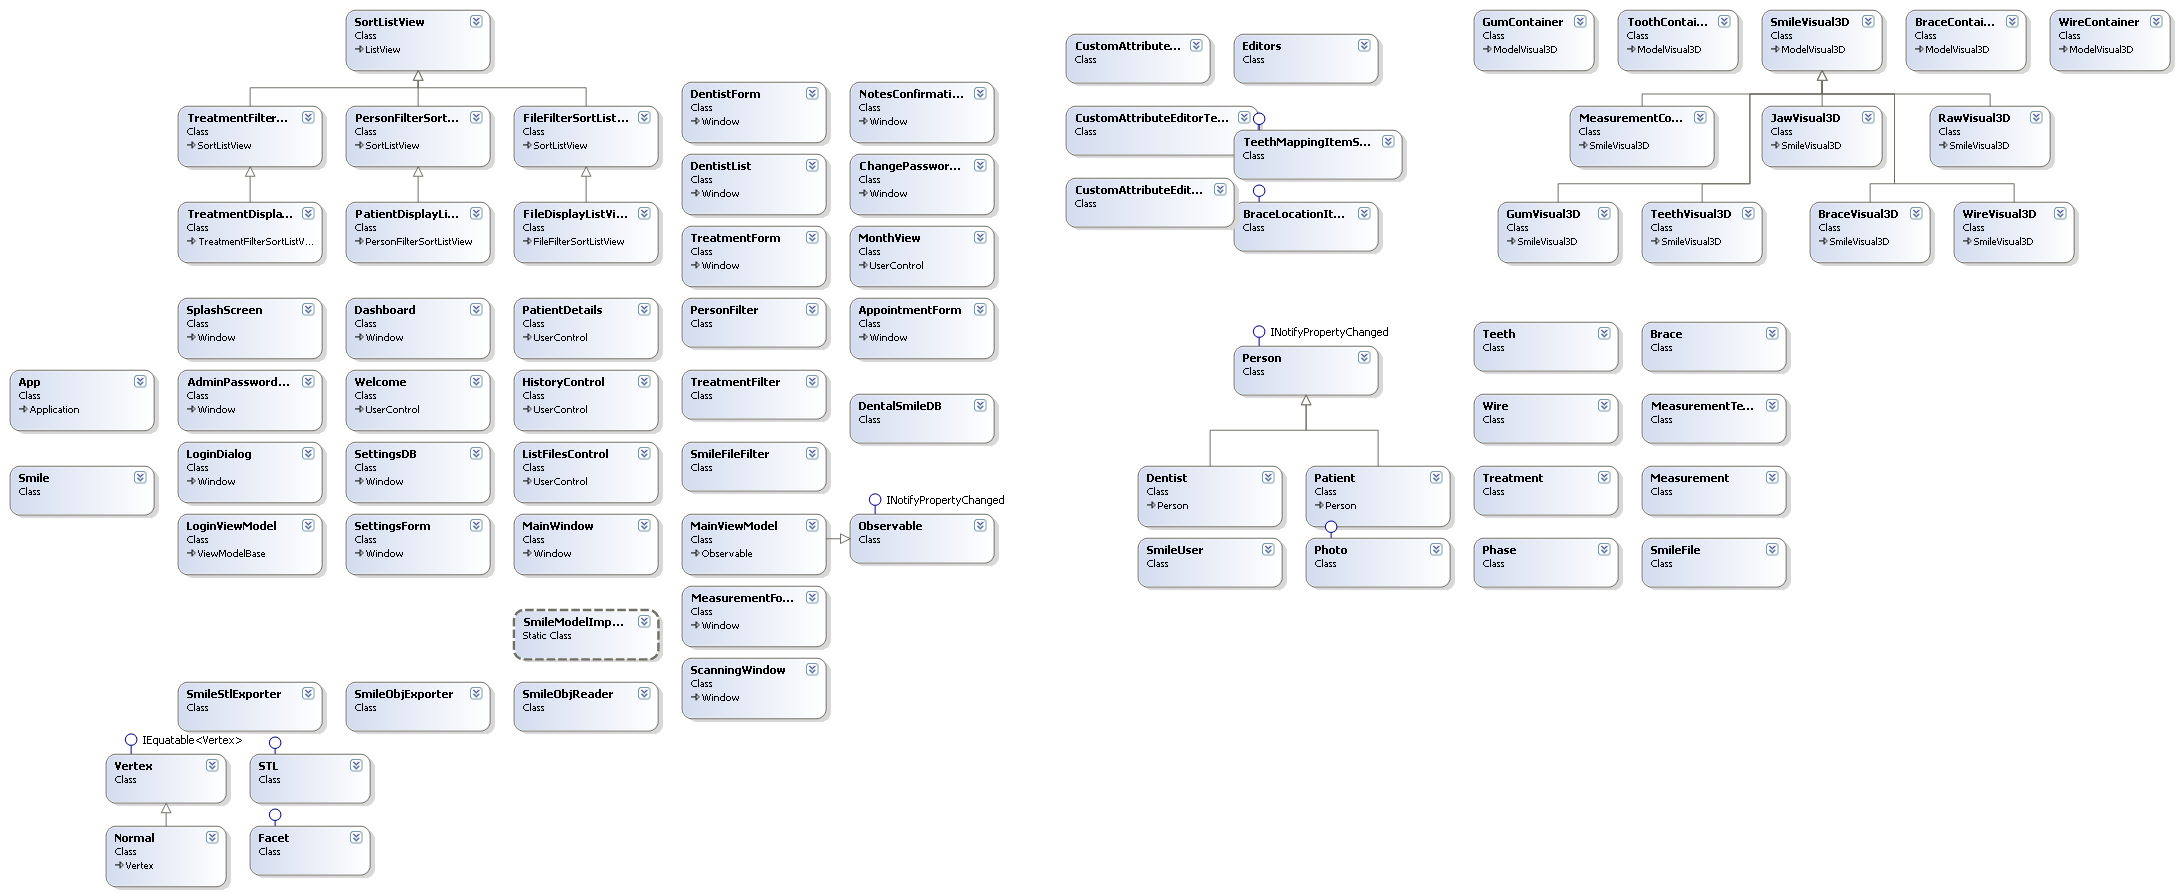 SortListView
Class
ListView
TreatmentFilter...
Class
SortListView
PersonFilterSort...
Class
SortListView
FileFilterSortList...
Class
SortListView
TreatmentDispla...
Class
TreatmentFilterSortListV...
PatientDisplayLi...
Class
PersonFilterSortListView
FileDisplayListVi...
Class
FileFilterSortListView
DentistForm
Class
Window
NotesConfirmati...
Class
Window
DentistList
Class
Window
ChangePasswor...
Class
Window
TreatmentForm
Class
Window
MonthView
Class
UserControl
SplashScreen
Class
Window
Dashboard
Class
Window
PatientDetails
Class
UserControl
PersonFilter
Class
AppointmentForm
Class
Window
App
Class
Application
AdminPassword...
Class
Window
Welcome
Class
UserControl
HistoryControl
Class
UserControl
TreatmentFilter
Class
DentalSmileDB
Class
Smile
Class
LoginDialog
Class
Window
SettingsDB
Class
Window
ListFilesControl
Class
UserControl
SmileFileFilter
Class
INotifyPropertyChanged
LoginViewModel
Class
ViewModelBase
SettingsForm
Class
Window
MainWindow
Class
Window
MainViewModel
Class
Observable
Observable
Class
SmileModelImp...
Static Class
MeasurementFo...
Class
Window
ScanningWindow
Class
Window
SmileStlExporter
Class
SmileObjExporter
Class
SmileObjReader
Class
IEquatable<Vertex>
Vertex
Class
STL
Class
Normal
Class
Vertex
Facet
Class
CustomAttribute...
Class
Editors
Class
CustomAttributeEditorTe...
Class
TeethMappingItemS...
Class
CustomAttributeEdit...
Class
BraceLocationIt...
Class
GumContainer
Class
ModelVisual3D
ToothContai...
Class
ModelVisual3D
SmileVisual3D
Class
ModelVisual3D
BraceContai...
Class
ModelVisual3D
WireContainer
Class
ModelVisual3D
MeasurementCo...
Class
SmileVisual3D
JawVisual3D
Class
SmileVisual3D
RawVisual3D
Class
SmileVisual3D
GumVisual3D
Class
SmileVisual3D
TeethVisual3D
Class
SmileVisual3D
BraceVisual3D
Class
SmileVisual3D
WireVisual3D
Class
SmileVisual3D
INotifyPropertyChanged
Person
Class
Dentist
Class
Person
Patient
Class
Person
SmileUser
Class
Photo
Class
Teeth
Class
Brace
Class
Wire
Class
MeasurementTe...
Class
Treatment
Class
Measurement
Class
Phase
Class
SmileFile
Class